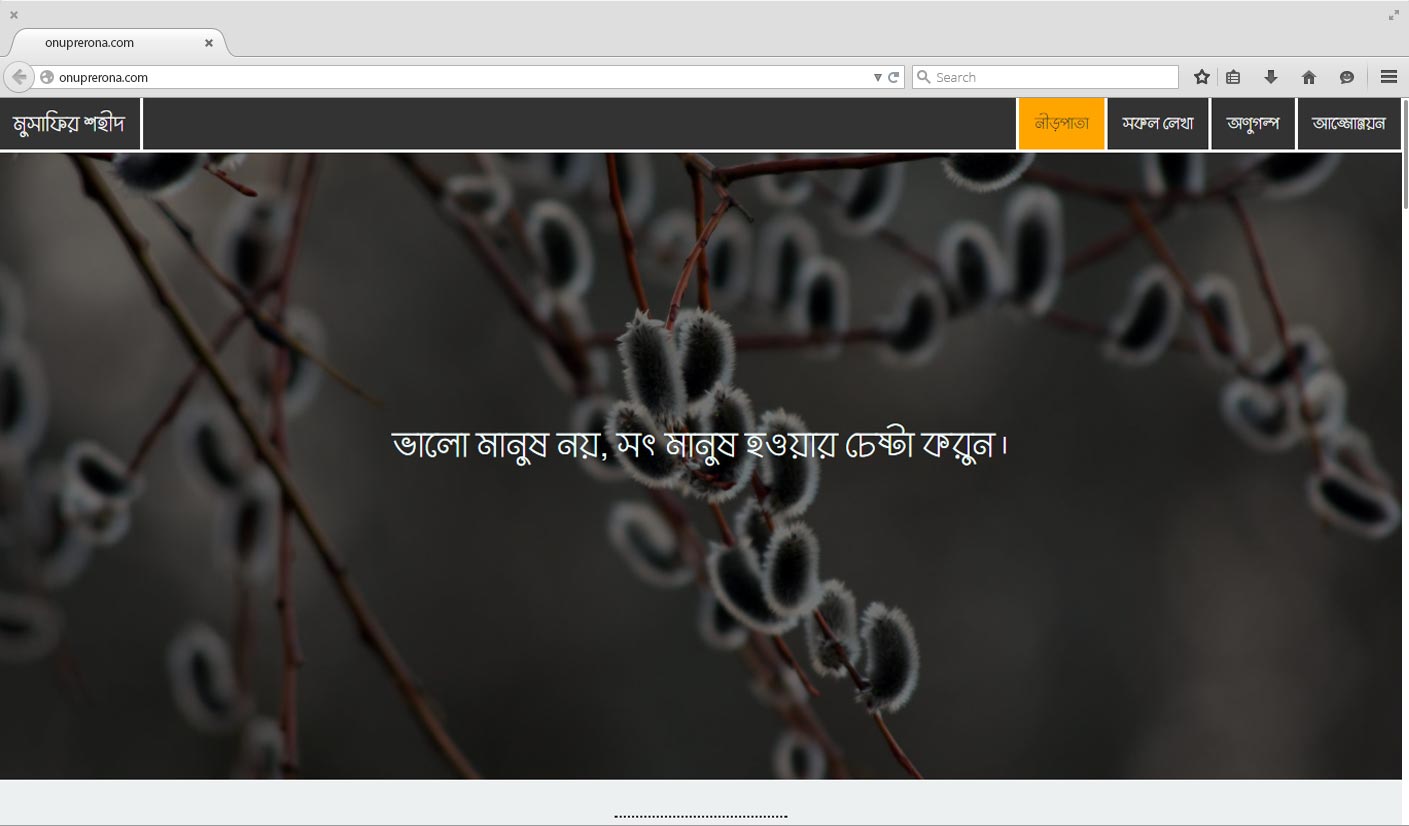 onuprerona.com
onuprerona.com
Search
মুসাফির শহীদ
নীড়পাতা
সকল লেখা
অণুগল্প
আত্মোন্নয়ন
ভালো মানুষ নয়, সৎ মানুষ হওয়ার চেষ্টা করুন।